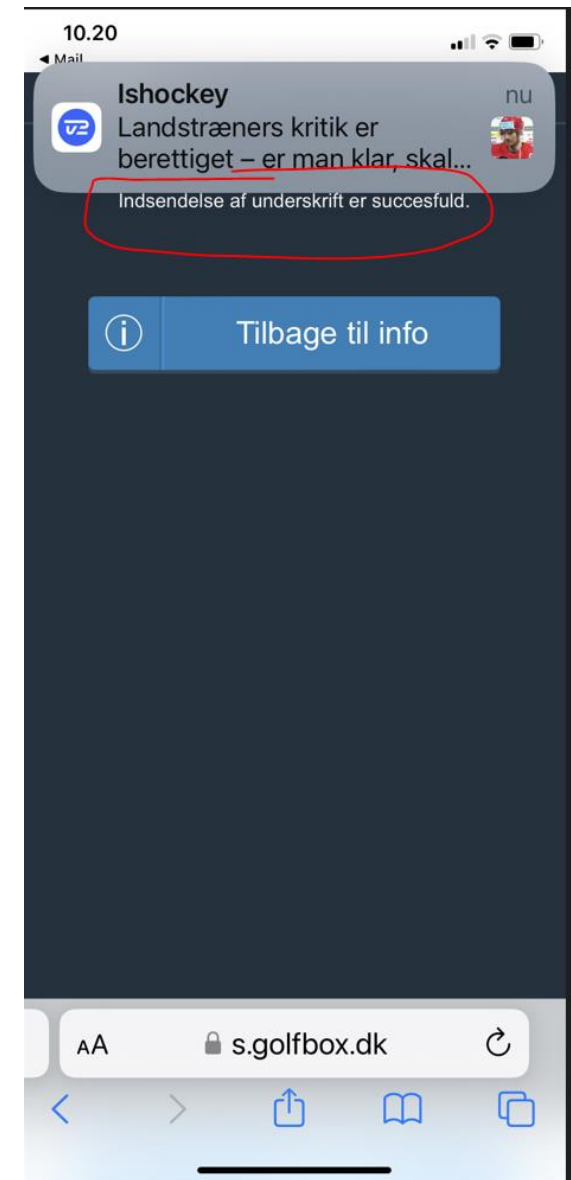 10.20
◀ Mail
Ishockey
nu
Landstræners kritik er
berettiget – er man klar, skal...
Indsendelse af underskrift er succesfuld.
Tilbage til info
AA
s.golfbox.dk